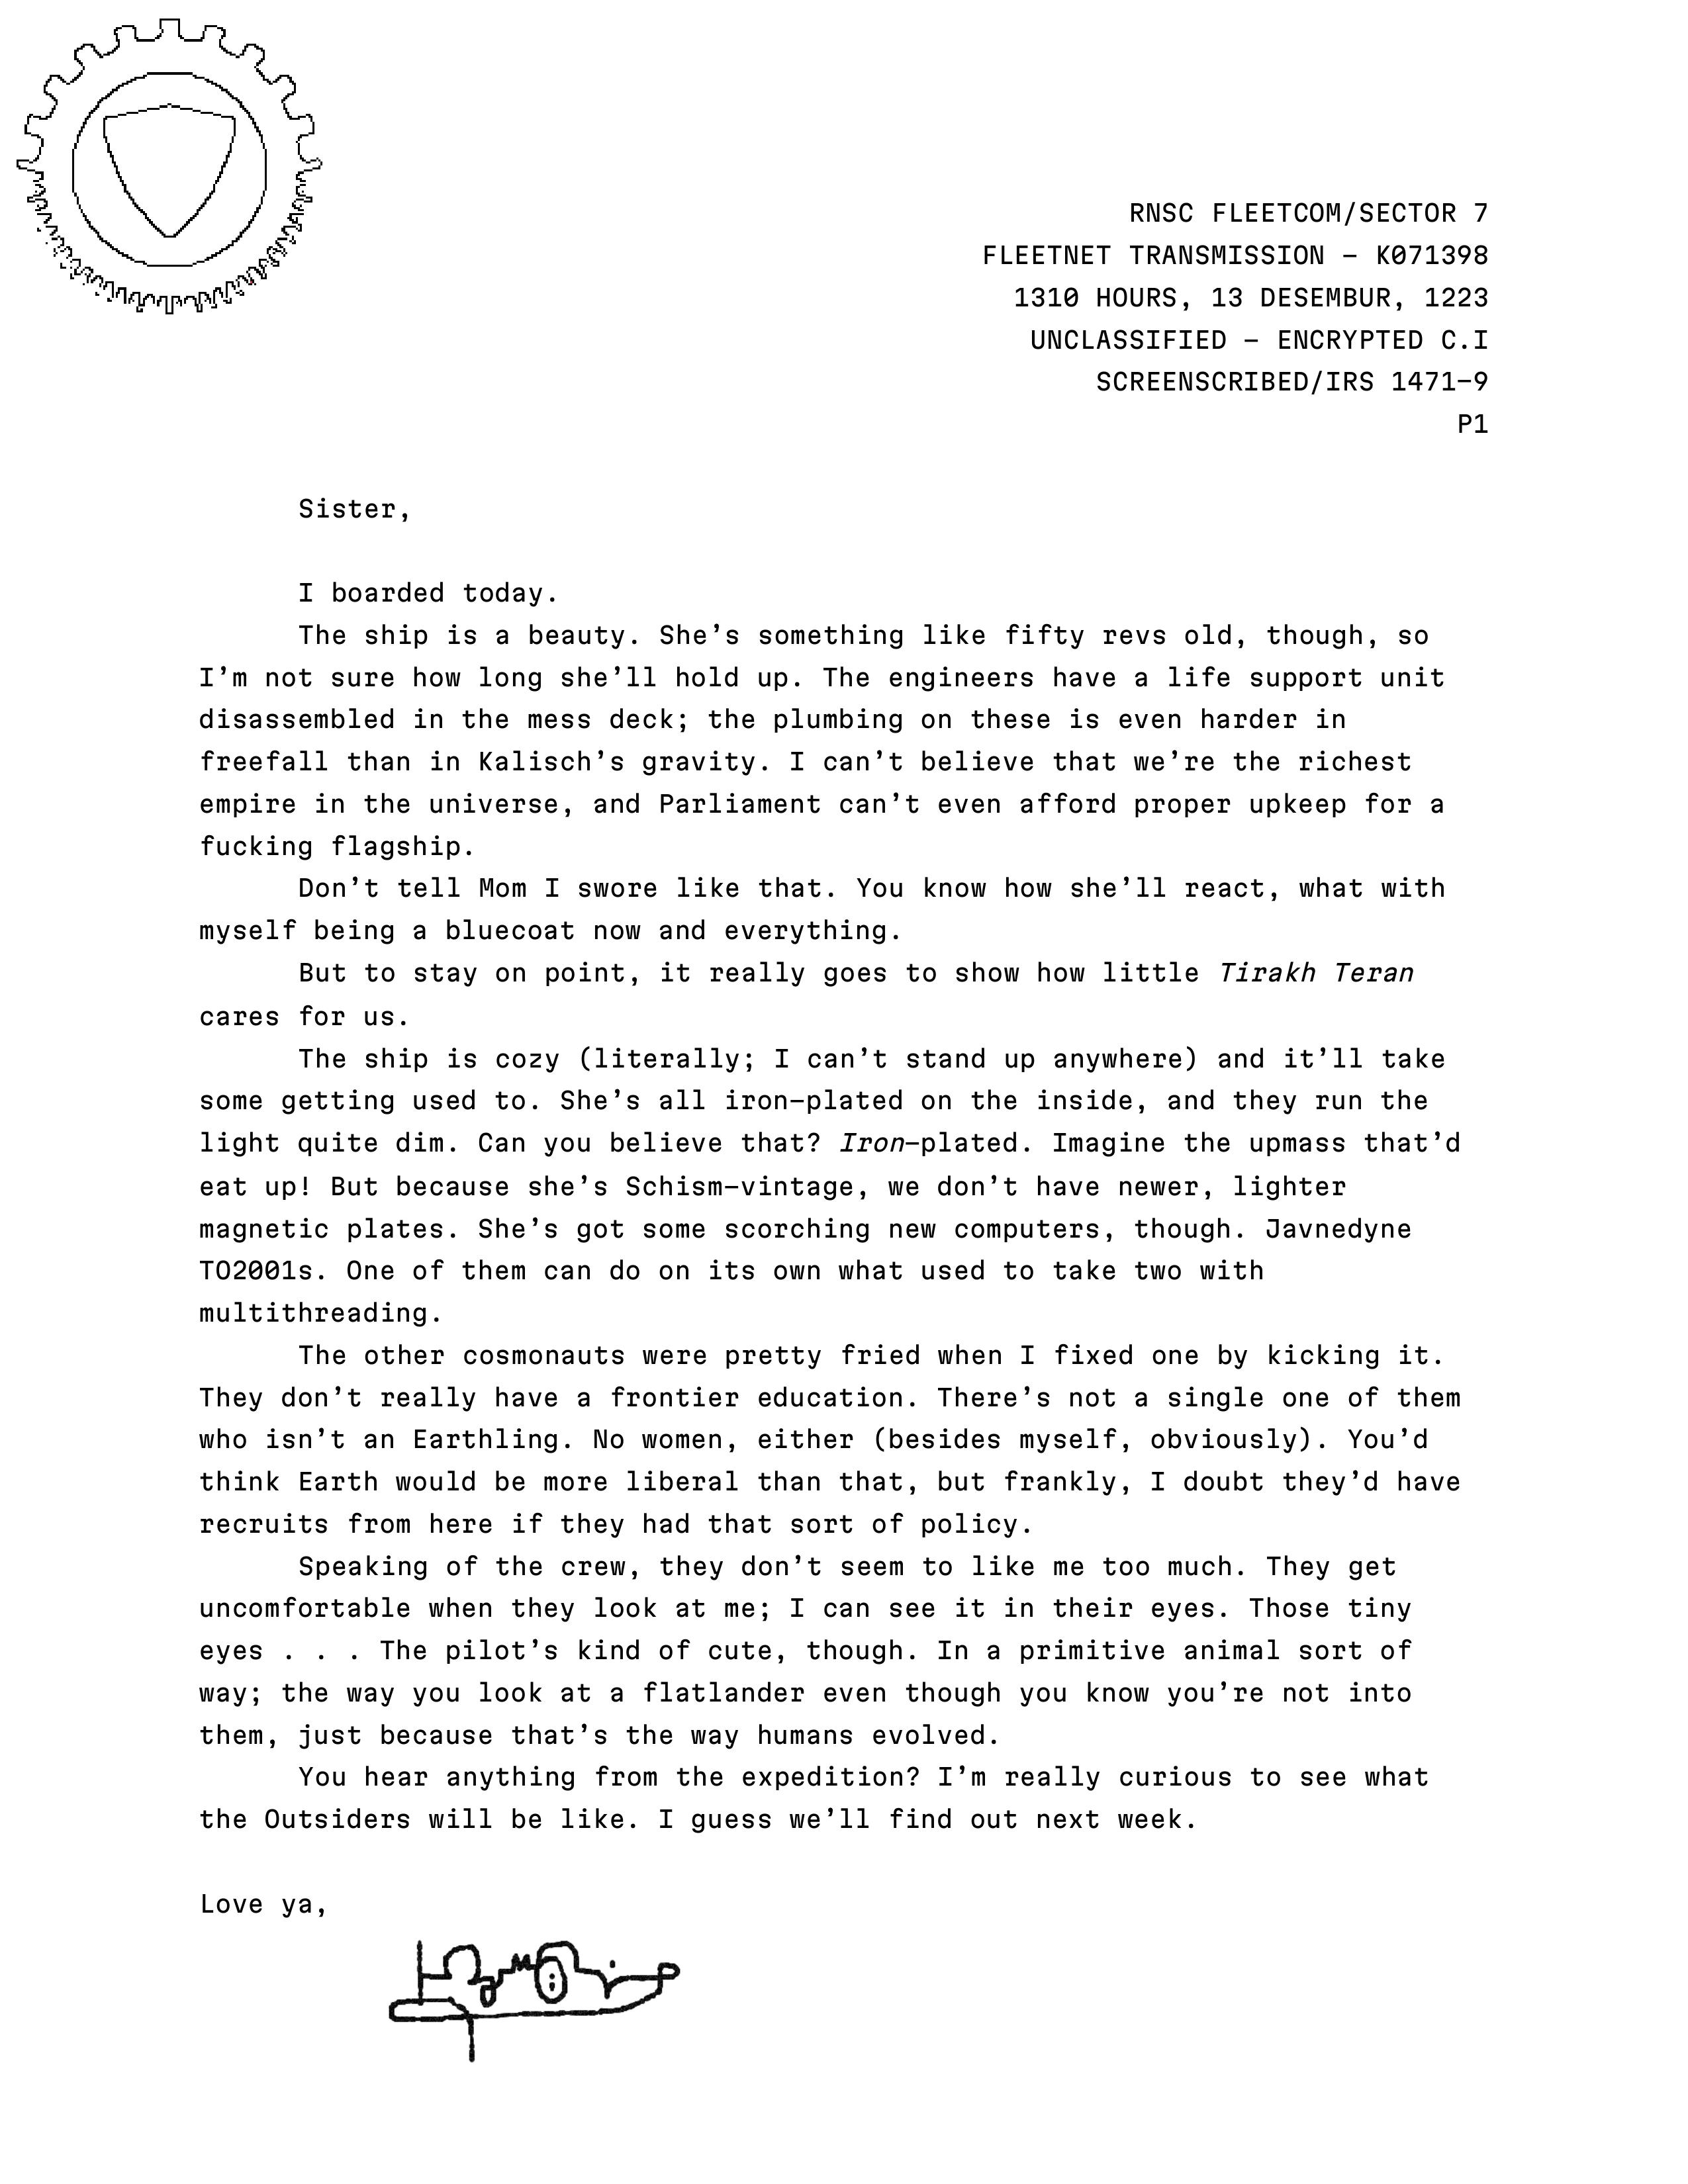 RNSC FLEETCOM/SECTOR 7
FLEETNET TRANSMISSION – K071398
1310 HOURS, 13 DESEMBUR, 1223
UNCLASSIFIED – ENCRYPTED C.I
SCREENSCRIBED/IRS 1471–9
P1
Sister,
I boarded today.
The ship is a beauty. She’s something like fifty revs old, though, so
I’m not sure how long she’ll hold up. The engineers have a life support unit
disassembled in the mess deck; the plumbing on these is even harder in
freefall than in Kalisch’s gravity. I can’t believe that we’re the richest
empire in the universe, and Parliament can’t even afford proper upkeep for a
fucking flagship.
Don’t tell Mom I swore like that. You know how she’ll react, what with
myself being a bluecoat now and everything.
But to stay on point, it really goes to show how little Tirakh Teran
cares for us.
The ship is cozy (literally; I can’t stand up anywhere) and it’ll take
some getting used to. She’s all iron–plated on the inside, and they run the
light quite dim. Can you believe that? Iron–plated. Imagine the upmass that’d
eat up! But because she’s Schism–vintage, we don’t have newer, lighter
magnetic plates. She’s got some scorching new computers, though. Javnedyne
TO2001s. One of them can do on its own what used to take two with
multithreading.
The other cosmonauts were pretty fried when I fixed one by kicking it.
They don’t really have a frontier education. There’s not a single one of them
who isn’t an Earthling. No women, either (besides myself, obviously). You’d
think Earth would be more liberal than that, but frankly, I doubt they’d have
recruits from here if they had that sort of policy.
Speaking of the crew, they don’t seem to like me too much. They get
uncomfortable when they look at me; I can see it in their eyes. Those tiny
eyes . . . The pilot’s kind of cute, though. In a primitive animal sort of
way; the way you look at a flatlander even though you know you’re not into
them, just because that’s the way humans evolved.
You hear anything from the expedition? I’m really curious to see what
the Outsiders will be like. I guess we’ll find out next week.
Love ya,